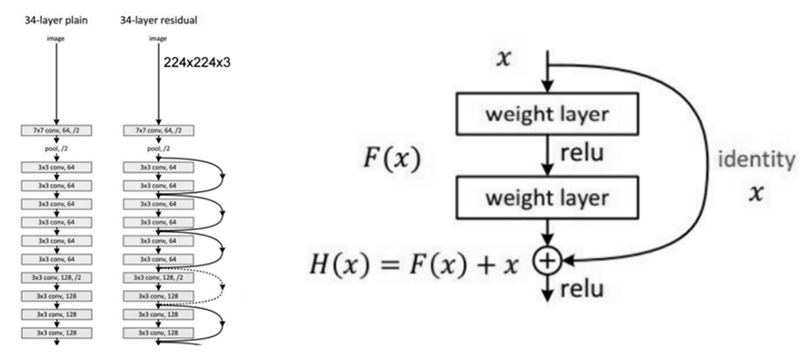 34-layer plain
image
7x7 conv, 64, /2
pool, /2
3x3 conv, 64
3x3 conv, 64
3x3 conv, 64
3x3 conv, 64
3x3 conv, 64
3x3 conv, 64
3x3 conv, 128, /2
3x3 conv, 128
3x3 conv, 128
3x3 conv, 128
34-layer residual
image
224x224x3
7x7 conv, 64, /2
pool, /2
3x3 conv, 64
3x3 conv, 64
3x3 conv, 64
3x3 conv, 64
3x3 conv, 64
3x3 conv, 64
3x3 conv, 128, /2
3x3 conv, 128
3x3 conv, 128
3x3 conv, 128
x
weight layer
F(x)
relu
weight layer
identity
x
H(x) = F(x) + x
+
relu